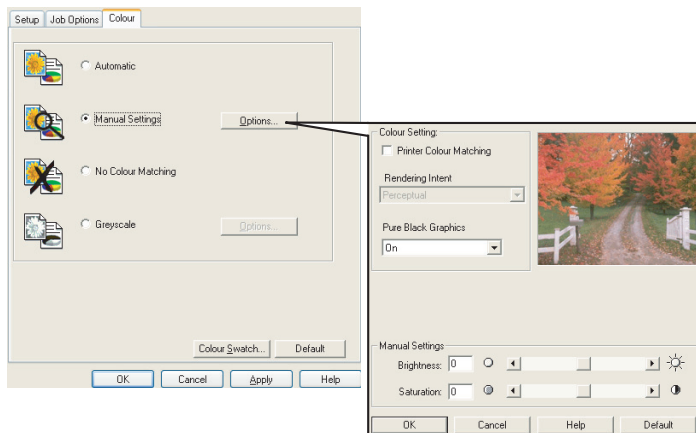 Setup Job Options Colour
Automatic
Manual Settings
Options...
No Colour Matching
Greyscale
Options...
Colour Swatch... Default
OK Cancel Apply Help
Colour Setting:
Printer Colour Matching
Rendering Intent
Perceptual
Pure Black Graphics
On
Manual Settings
Brightness: 0
Saturation: 0
OK Cancel Help Default